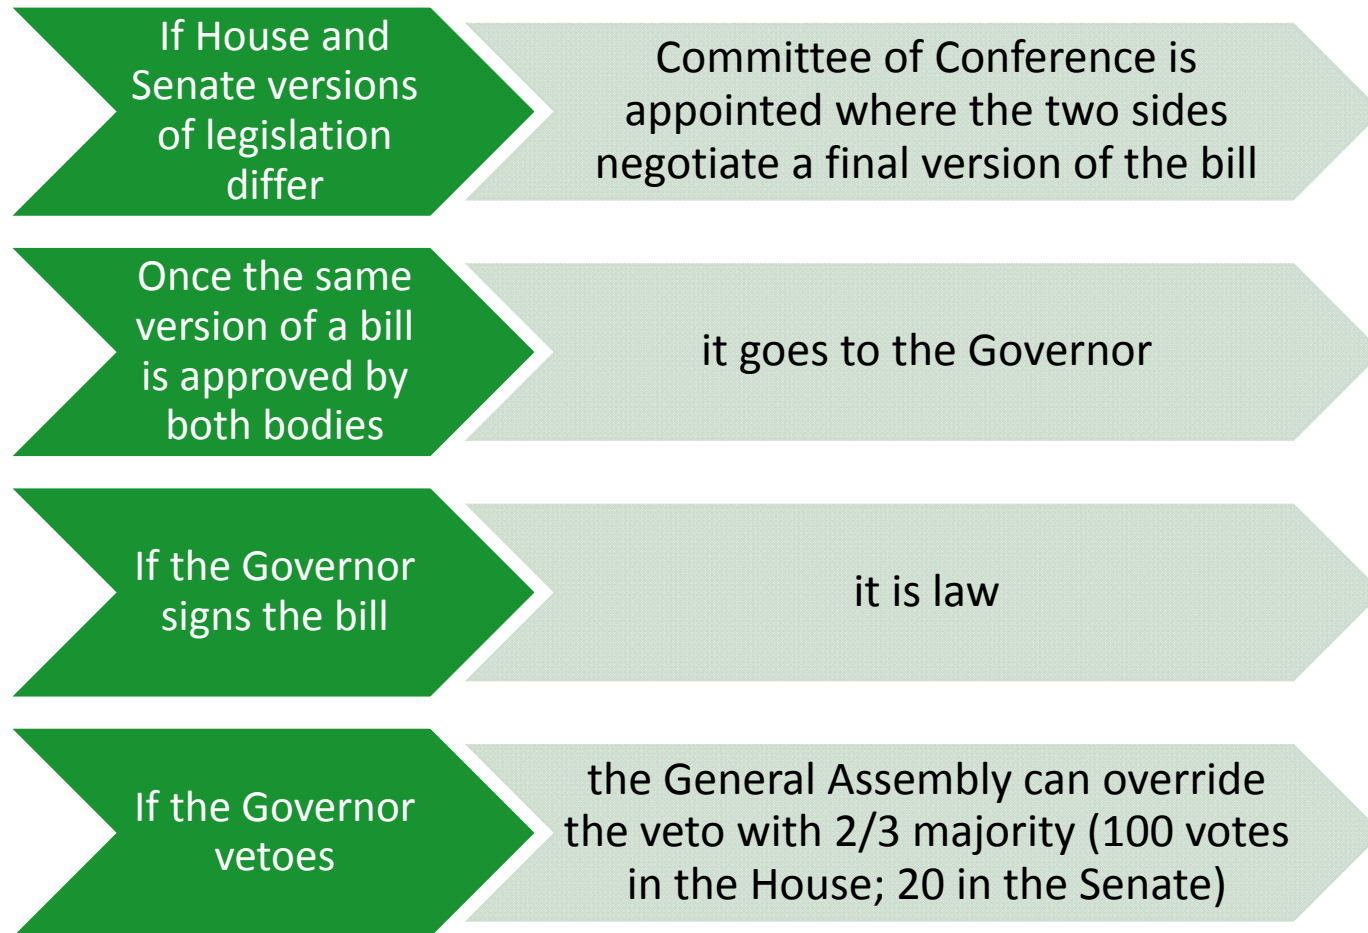 If House and
Senate versions
of legislation
differ
Committee of Conference is
appointed where the two sides
negotiate a final version of the bill
Once the same
version of a bill
is approved by
both bodies
it goes to the Governor
If the Governor
signs the bill
it is law
If the Governor
vetoes
the General Assembly can override
the veto with 2/3 majority (100 votes
in the House; 20 in the Senate)